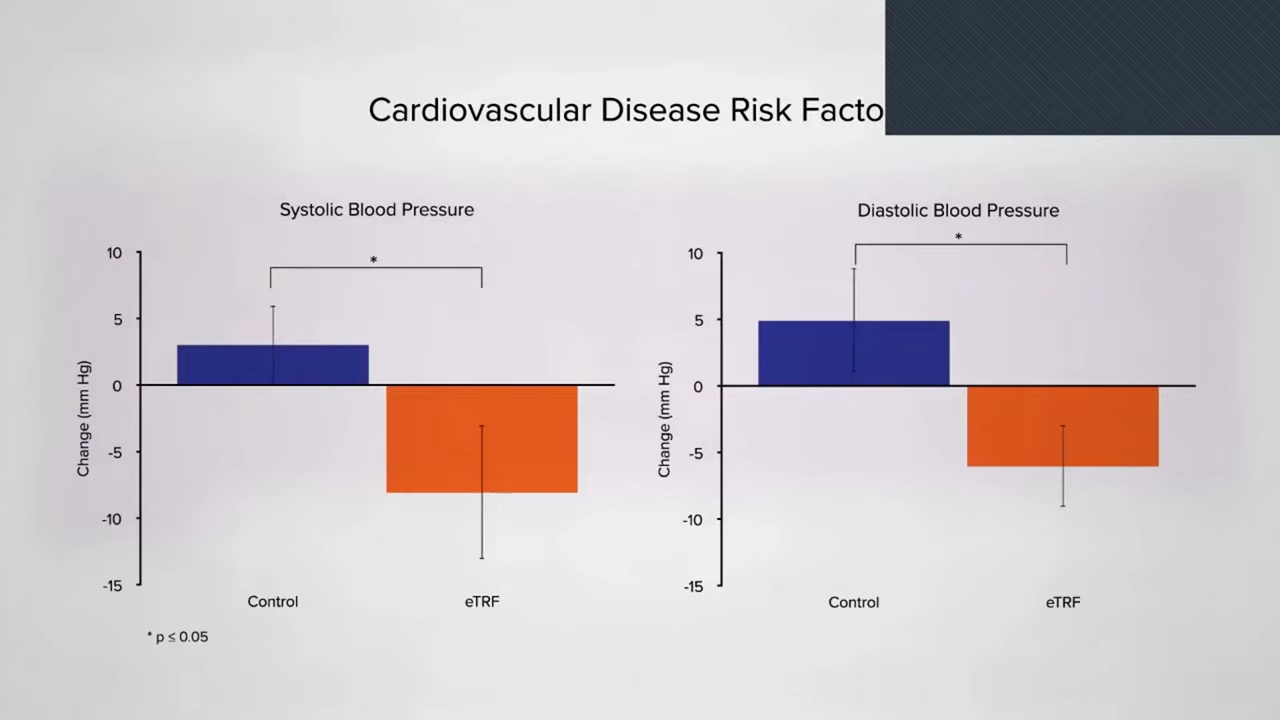 Cardiovascular Disease Risk Facto
Systolic Blood Pressure
*
10
5
0
-5
-10
-15
Change (mm Hg)
Control
eTRF
* p ≤ 0.05
Diastolic Blood Pressure
*
10
5
0
-5
-10
-15
Change (mm Hg)
Control
eTRF